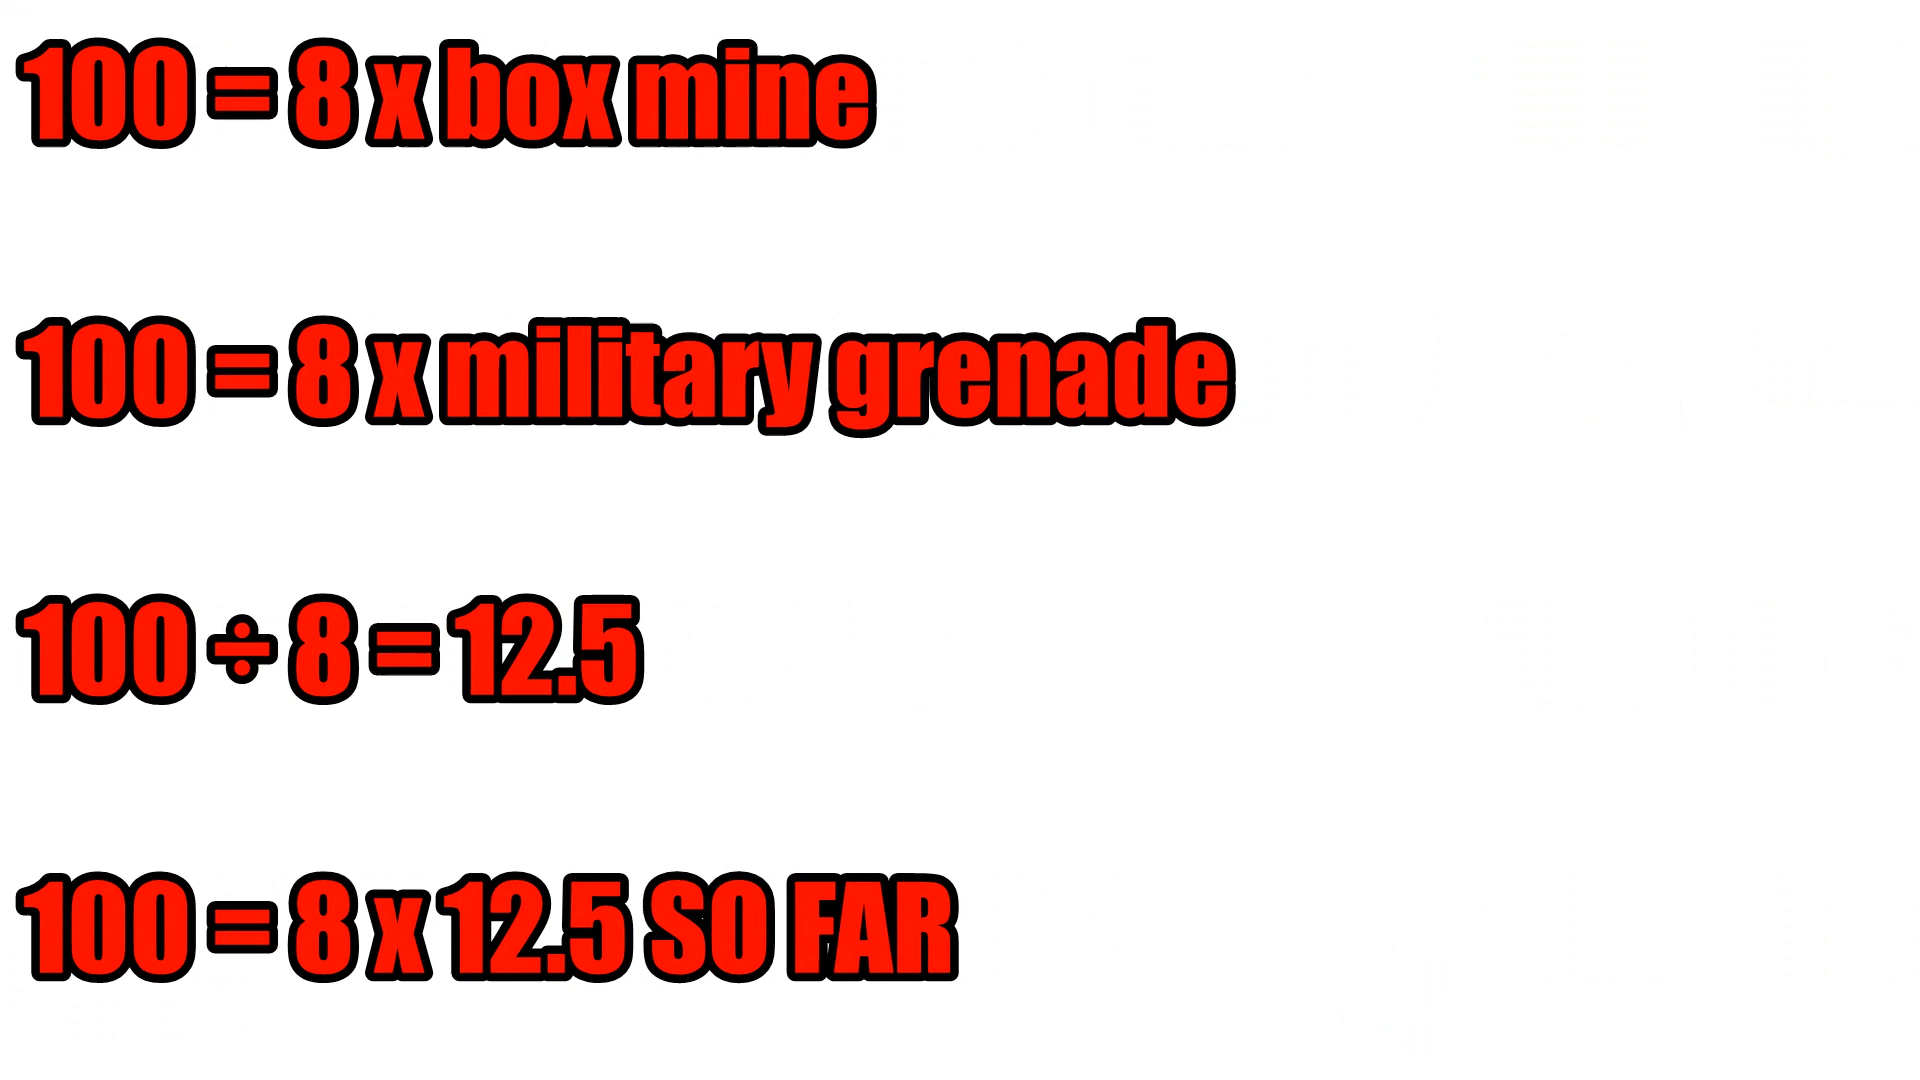 100 = 8 x box mine
100 = 8 x military grenade
100 ÷ 8 = 12.5
100 = 8 x 12.5 SO FAR